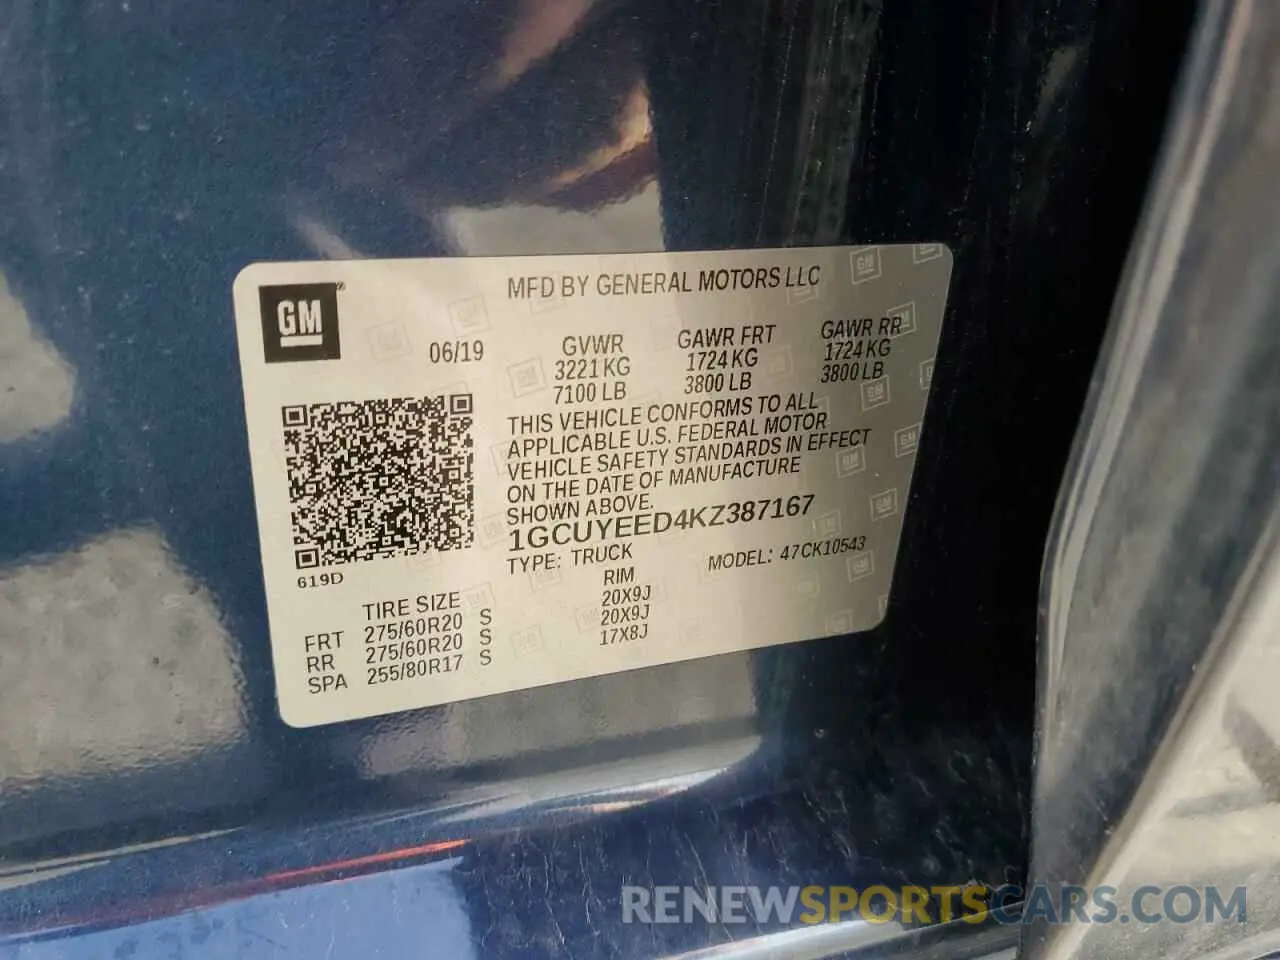 GM®
MFD BY GENERAL MOTORS LLC
06/19
GVWR GAWR FRT GAWR RR
3221 KG 1724 KG 1724 KG
7100 LB 3800 LB 3800 LB
THIS VEHICLE CONFORMS TO ALL
APPLICABLE U.S. FEDERAL MOTOR
VEHICLE SAFETY STANDARDS IN EFFECT
ON THE DATE OF MANUFACTURE
SHOWN ABOVE.
1GCUYEED4KZ387167
TYPE: TRUCK MODEL: 47CK10543
619D
TIRE SIZE RIM
FRT 275/60R20 S 20X9J
RR 275/60R20 S 20X9J
SPA 255/80R17 S 17X8J
RENEWSPORTSCARS.COM